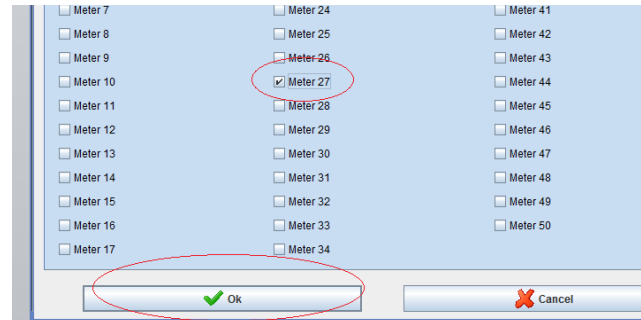 Meter 7 Meter 24 Meter 41
Meter 8 Meter 25 Meter 42
Meter 9 Meter 26 Meter 43
Meter 10 Meter 27 Meter 44
Meter 11 Meter 28 Meter 45
Meter 12 Meter 29 Meter 46
Meter 13 Meter 30 Meter 47
Meter 14 Meter 31 Meter 48
Meter 15 Meter 32 Meter 49
Meter 16 Meter 33 Meter 50
Meter 17 Meter 34
Ok Cancel